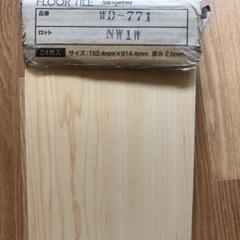 FLOOR TILE sangetsu
品番 WD-771
ロット NW1W
24枚入 サイズ：152.4mm×914.4mm 厚み 2.5mm